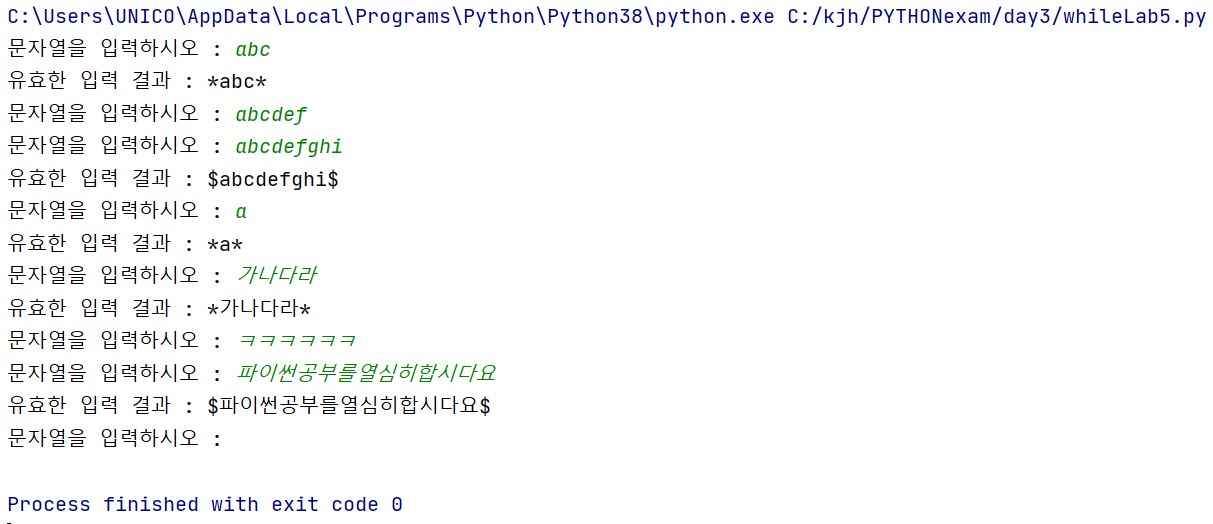 C:\Users\UNICO\AppData\Local\Programs\Python\Python38\python.exe C:/kjh/PYTHONexam/day3/whileLab5.py
문자열을 입력하시오 : abc
유효한 입력 결과 : *abc*
문자열을 입력하시오 : abcdef
문자열을 입력하시오 : abcdefghi
유효한 입력 결과 : $abcdefghi$
문자열을 입력하시오 : a
유효한 입력 결과 : *a*
문자열을 입력하시오 : 가나다라
유효한 입력 결과 : *가나다라*
문자열을 입력하시오 : ㅋㅋㅋㅋㅋㅋ
문자열을 입력하시오 : 파이썬공부를열심히합시다요
유효한 입력 결과 : $파이썬공부를열심히합시다요$
문자열을 입력하시오 :
Process finished with exit code 0